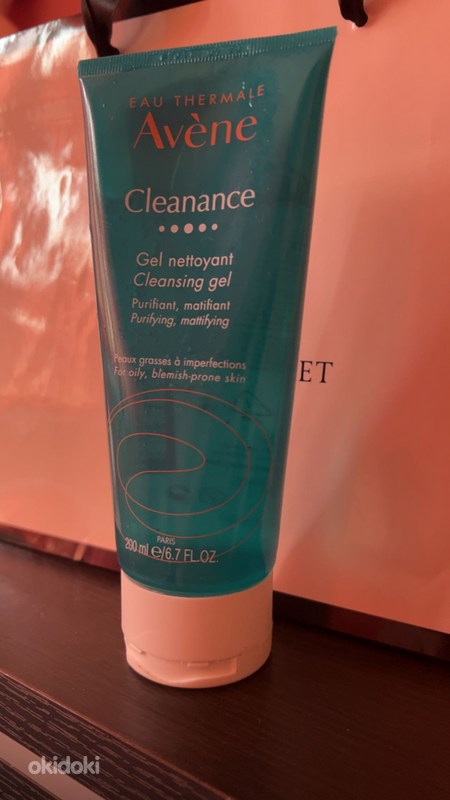 EAU THERMALE
Avène
Cleanance
Gel nettoyant
Cleansing gel
Purifiant, matifiant
Purifying, mattifying
Peaux grasses à imperfections
For oily, blemish-prone skin
ET
PARIS
200 ml e/6.7 FL.OZ.
okidoki